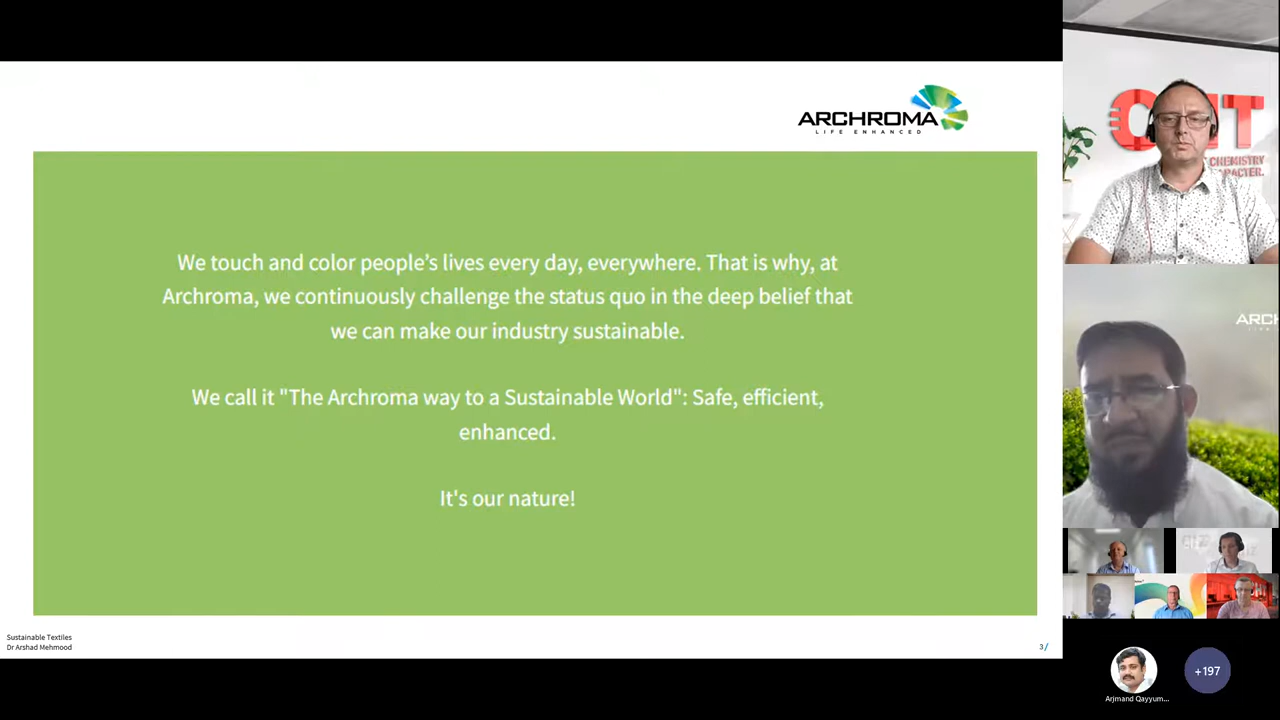 ARCHROMA
LIFE ENHANCED
We touch and color people's lives every day, everywhere. That is why, at
Archroma, we continuously challenge the status quo in the deep belief that
we can make our industry sustainable.
We call it "The Archroma way to a Sustainable World": Safe, efficient,
enhanced.
It's our nature!
Sustainable Textiles
Dr Arshad Mehmood
3/
CHEMISTRY
ARCH
Arjmand Qayyum...
+197